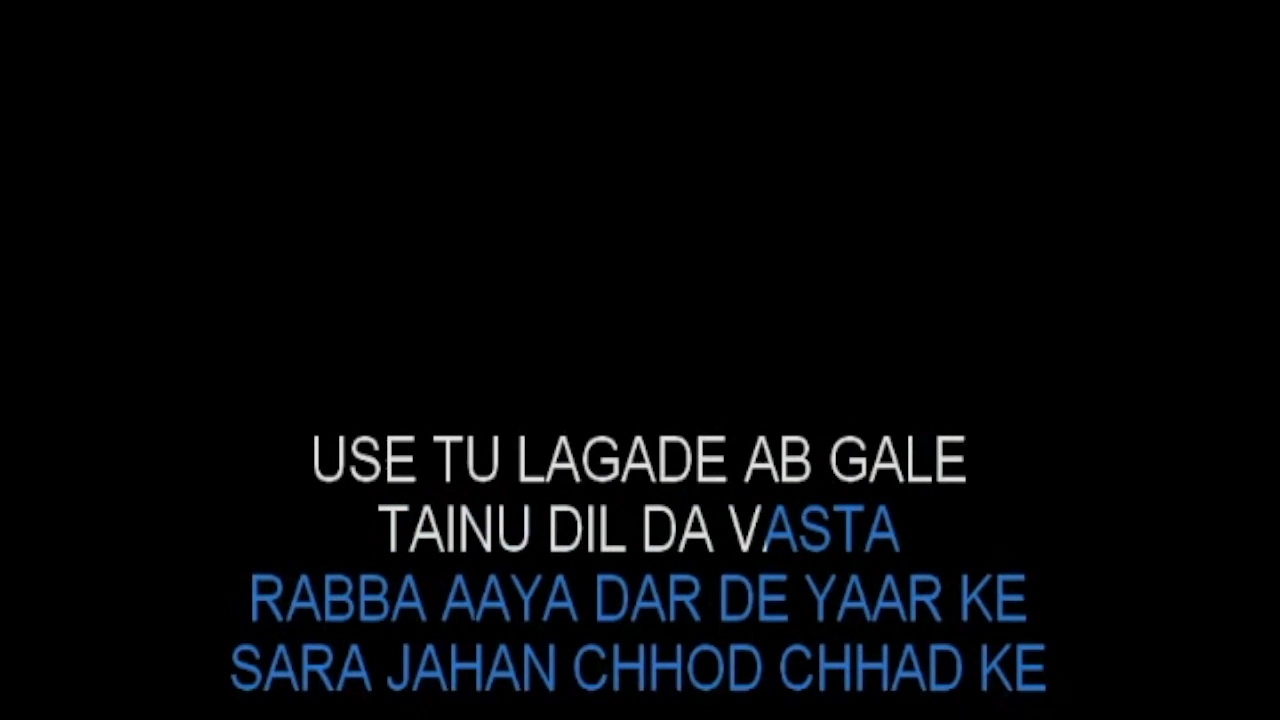 USE TU LAGADE AB GALE
TAINU DIL DA VASTA
RABBA AAYA DAR DE YAAR KE
SARA JAHAN CHHOD CHHAD KE